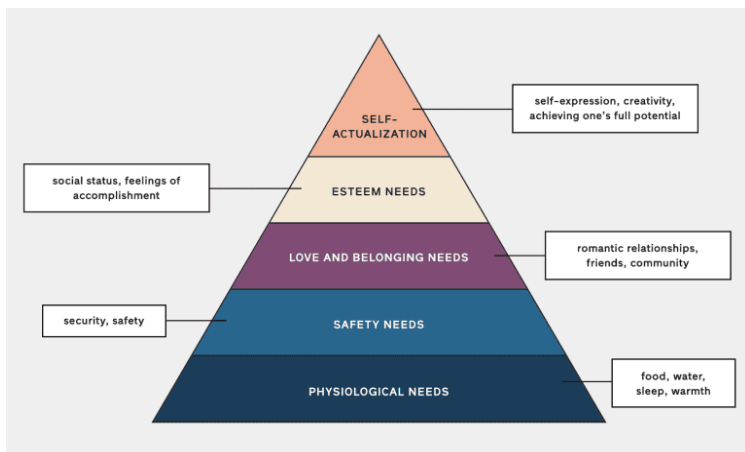 self-expression, creativity,
achieving one's full potential
SELF-
ACTUALIZATION
social status, feelings of
accomplishment
ESTEEM NEEDS
LOVE AND BELONGING NEEDS
romantic relationships,
friends, community
security, safety
SAFETY NEEDS
food, water,
sleep, warmth
PHYSIOLOGICAL NEEDS